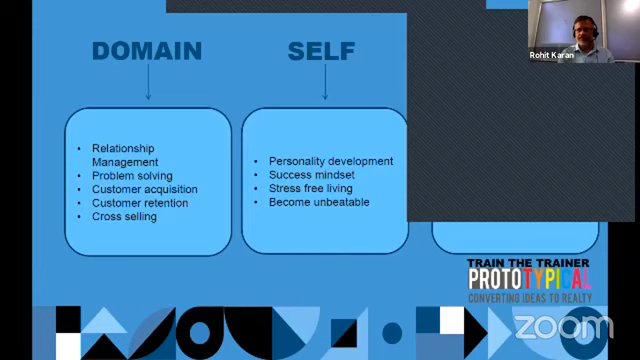 DOMAIN
SELF
Rohit Karan
• Relationship
Management
• Problem solving
• Customer acquisition
• Customer retention
• Cross selling
• Personality development
• Success mindset
• Stress free living
• Become unbeatable
TRAIN THE TRAINER
PROTOTYPICAL
CONVERTING IDEAS TO REALTY
zoom